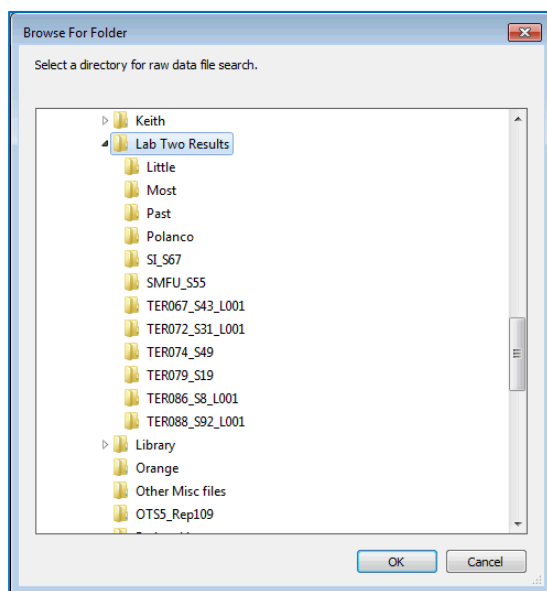 Browse For Folder
Select a directory for raw data file search.
Keith
Lab Two Results
Little
Most
Past
Polanco
SI_S67
SMFU_S55
TER067_S43_L001
TER072_S31_L001
TER074_S49
TER079_S19
TER086_S8_L001
TER088_S92_L001
Library
Orange
Other Misc files
OTS5_Rep109
OK Cancel